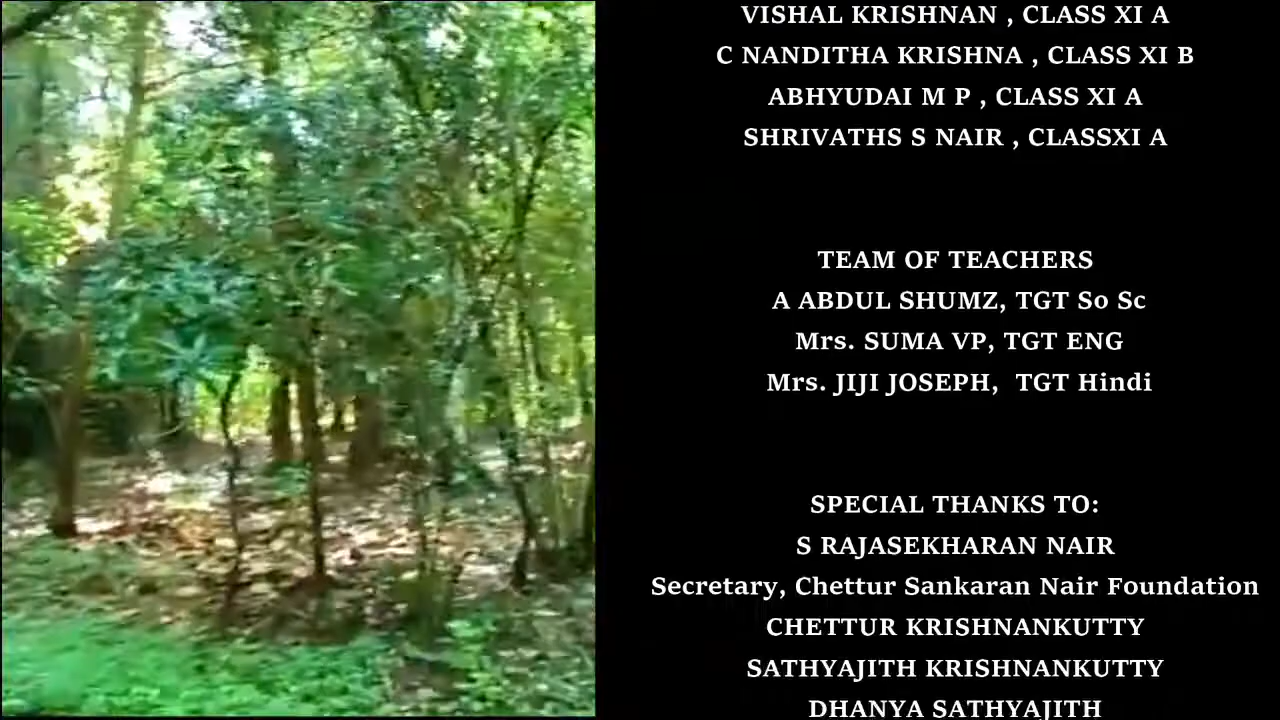 VISHAL KRISHNAN , CLASS XI A
C NANDITHA KRISHNA , CLASS XI B
ABHYUDAI M P , CLASS XI A
SHRIVATHS S NAIR , CLASSXI A
TEAM OF TEACHERS
A ABDUL SHUMZ, TGT So Sc
Mrs. SUMA VP, TGT ENG
Mrs. JIJI JOSEPH,  TGT Hindi
SPECIAL THANKS TO:
S RAJASEKHARAN NAIR
Secretary, Chettur Sankaran Nair Foundation
CHETTUR KRISHNANKUTTY
SATHYAJITH KRISHNANKUTTY
DHANYA SATHYAJITH